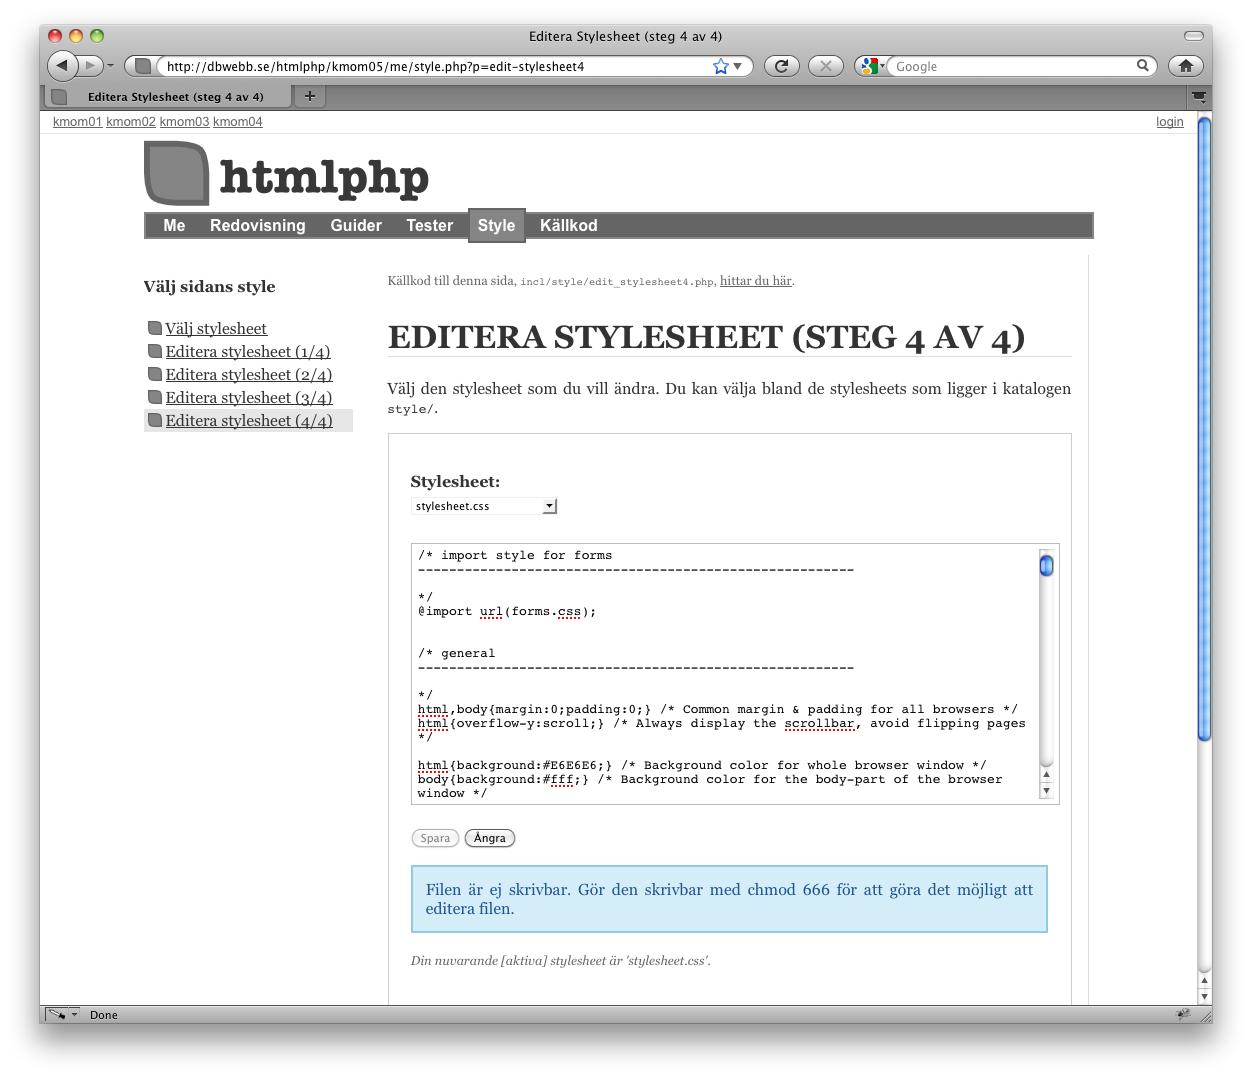 Editera Stylesheet (steg 4 av 4)
http://dbwebb.se/htmlphp/kmom05/me/style.php?p=edit-stylesheet4
Google
Editera Stylesheet (steg 4 av 4)
kmom01 kmom02 kmom03 kmom04
login
htmlphp
Me Redovisning Guider Tester Style Källkod
Välj sidans style
Välj stylesheet
Editera stylesheet (1/4)
Editera stylesheet (2/4)
Editera stylesheet (3/4)
Editera stylesheet (4/4)
Källkod till denna sida, incl/style/edit_stylesheet4.php, hittar du här.
EDITERA STYLESHEET (STEG 4 AV 4)
Välj den stylesheet som du vill ändra. Du kan välja bland de stylesheets som ligger i katalogen
style/.
Stylesheet:
stylesheet.css
/* import style for forms
--------------------------------------------------------
*/
@import url(forms.css);
/* general
--------------------------------------------------------
*/
html,body{margin:0;padding:0;} /* Common margin & padding for all browsers */
html{overflow-y:scroll;} /* Always display the scrollbar, avoid flipping pages
*/
html{background:#E6E6E6;} /* Background color for whole browser window */
body{background:#fff;} /* Background color for the body-part of the browser
window */
Spara Ångra
Filen är ej skrivbar. Gör den skrivbar med chmod 666 för att göra det möjligt att
editera filen.
Din nuvarande [aktiva] stylesheet är 'stylesheet.css'.
Done